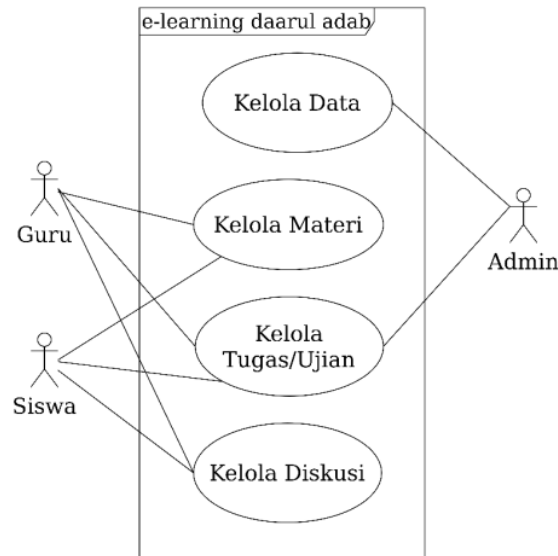 e-learning daarul adab
Kelola Data
Kelola Materi
Guru
Admin
Kelola
Tugas/Ujian
Siswa
Kelola Diskusi